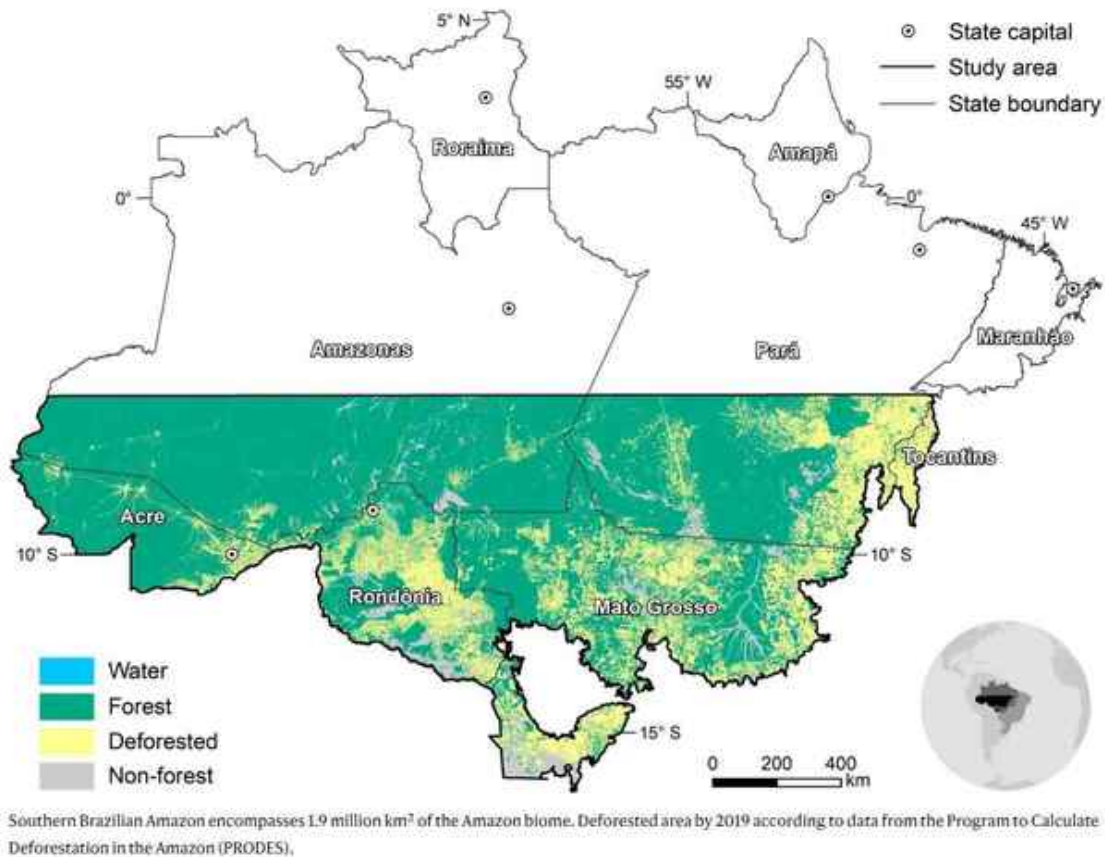 5° N
State capital
Study area
State boundary
55° W
Roraima
Amapá
0°
0°
45° W
Amazonas
Pará
Maranhão
Tocantins
Acre
10° S
10° S
Rondônia
Mato Grosso
Water
Forest
Deforested
Non-forest
15° S
0 200 400
km
Southern Brazilian Amazon encompasses 1.9 million km² of the Amazon biome. Deforested area by 2019 according to data from the Program to Calculate
Deforestation in the Amazon (PRODES).